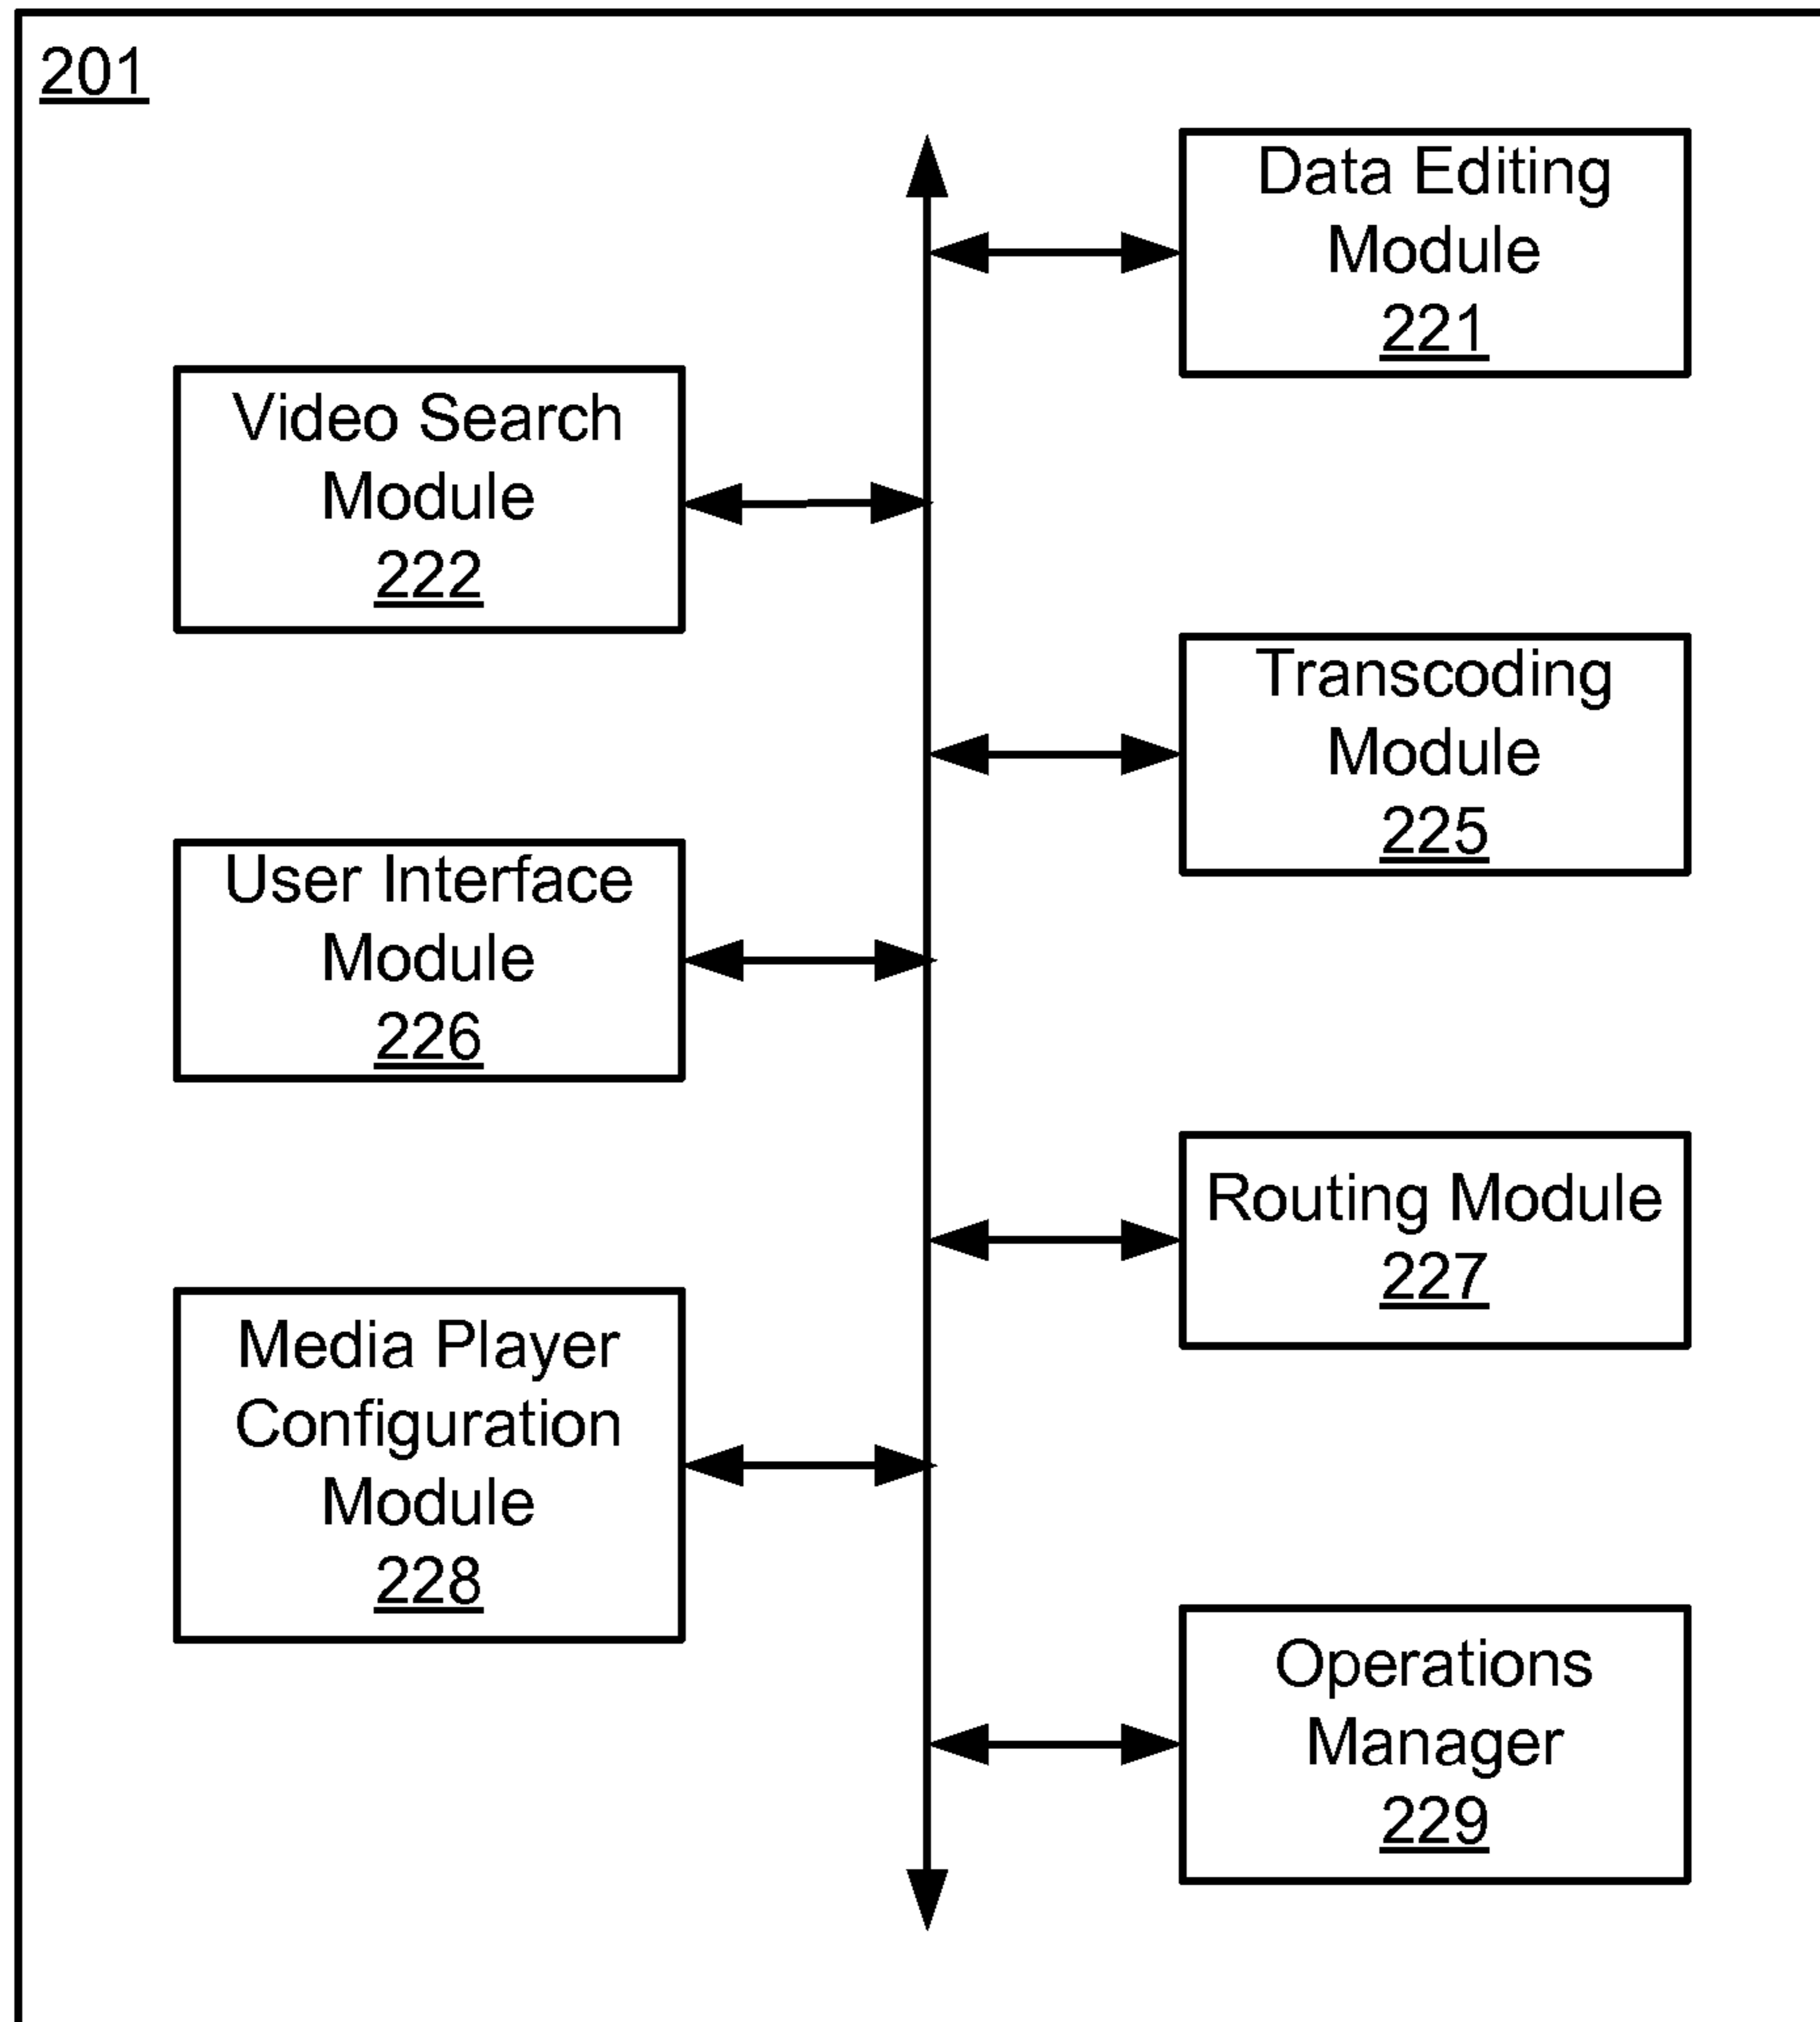 201
Data Editing
Module
221
Video Search
Module
222
Transcoding
Module
225
User Interface
Module
226
Routing Module
227
Media Player
Configuration
Module
228
Operations
Manager
229